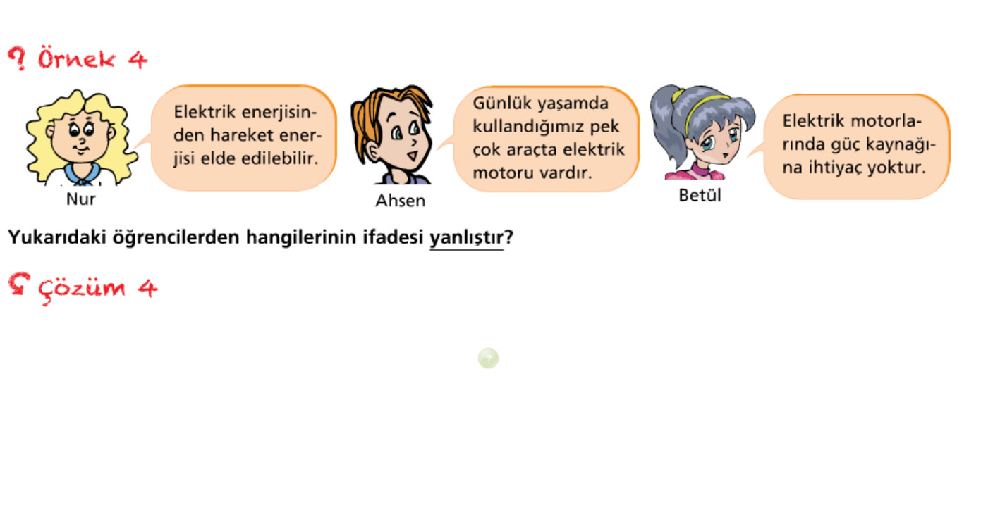 ? Örnek 4
Elektrik enerjisin-
den hareket ener-
jisi elde edilebilir.
Nur
Günlük yaşamda
kullandığımız pek
çok araçta elektrik
motoru vardır.
Ahsen
Elektrik motorla-
rında güç kaynağı-
na ihtiyaç yoktur.
Betül
Yukarıdaki öğrencilerden hangilerinin ifadesi yanlıştır?
Çözüm 4
?